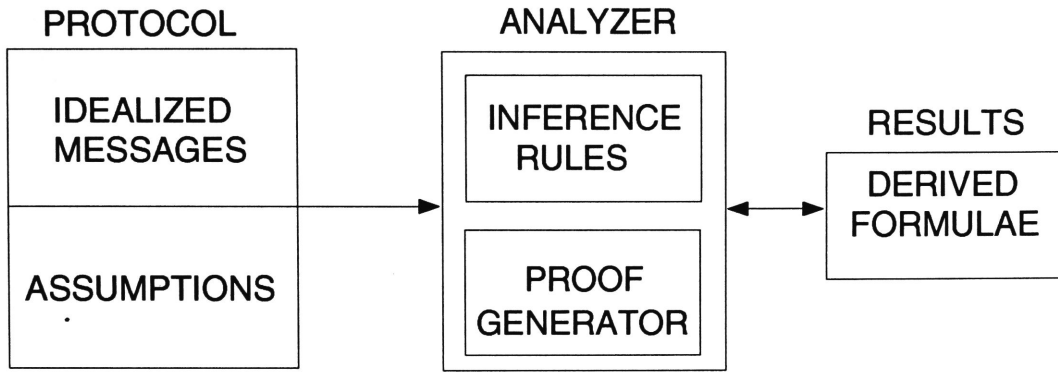 PROTOCOL
IDEALIZED
MESSAGES
ASSUMPTIONS
ANALYZER
INFERENCE
RULES
PROOF
GENERATOR
RESULTS
DERIVED
FORMULAE